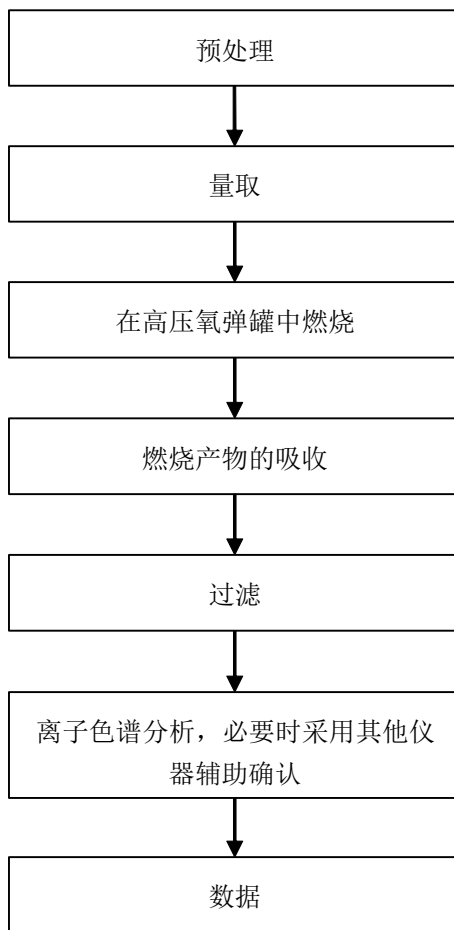 预处理
量取
在高压氧弹罐中燃烧
燃烧产物的吸收
过滤
离子色谱分析，必要时采用其他仪
器辅助确认
数据